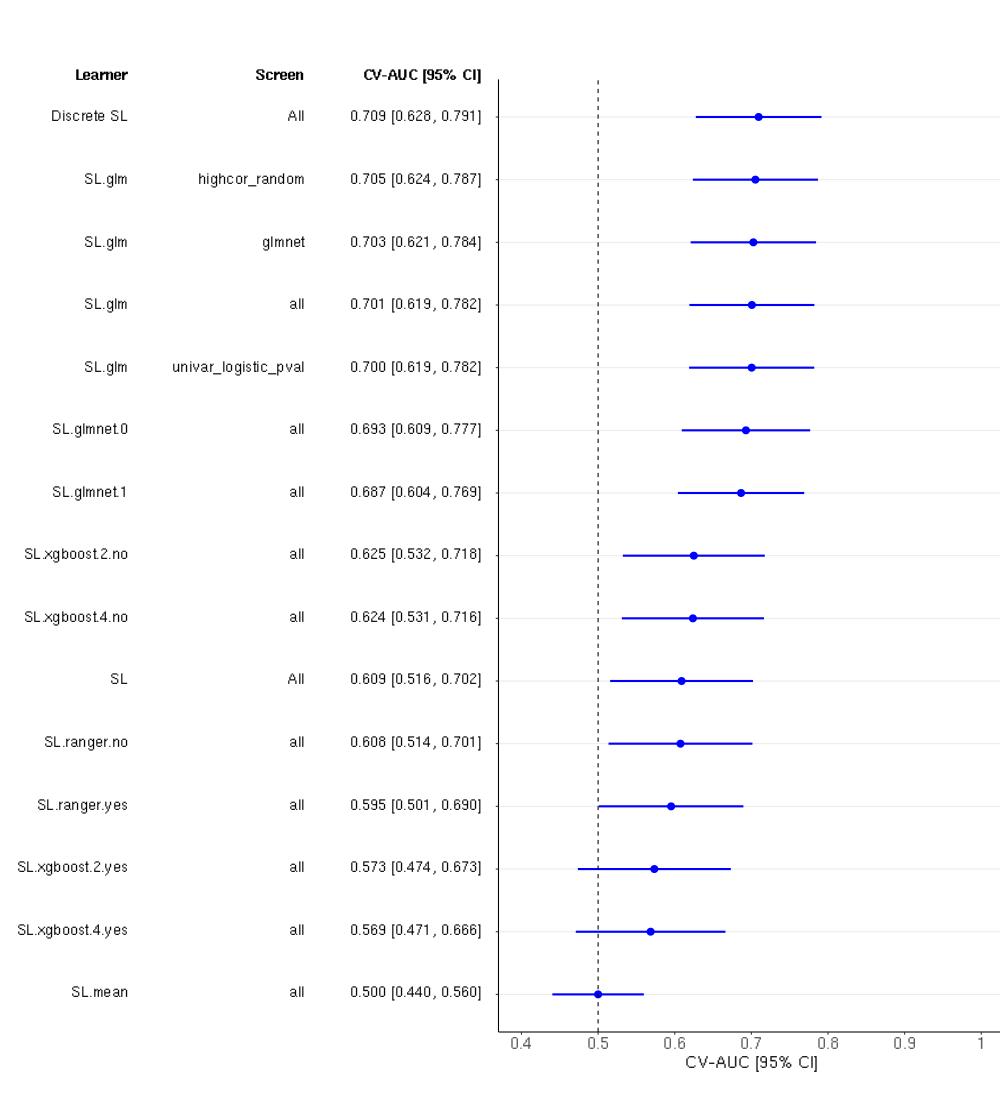 Learner Screen CV-AUC [95% CI]
Discrete SL All 0.709 [0.628, 0.791]
SL.glm highcor_random 0.705 [0.624, 0.787]
SL.glm glmnet 0.703 [0.621, 0.784]
SL.glm all 0.701 [0.619, 0.782]
SL.glm univar_logistic_pval 0.700 [0.619, 0.782]
SL.glmnet.0 all 0.693 [0.609, 0.777]
SL.glmnet.1 all 0.687 [0.604, 0.769]
SL.xgboost.2.no all 0.625 [0.532, 0.718]
SL.xgboost.4.no all 0.624 [0.531, 0.716]
SL All 0.609 [0.516, 0.702]
SL.ranger.no all 0.608 [0.514, 0.701]
SL.ranger.yes all 0.595 [0.501, 0.690]
SL.xgboost.2.yes all 0.573 [0.474, 0.673]
SL.xgboost.4.yes all 0.569 [0.471, 0.666]
SL.mean all 0.500 [0.440, 0.560]
0.4 0.5 0.6 0.7 0.8 0.9 1
CV-AUC [95% CI]